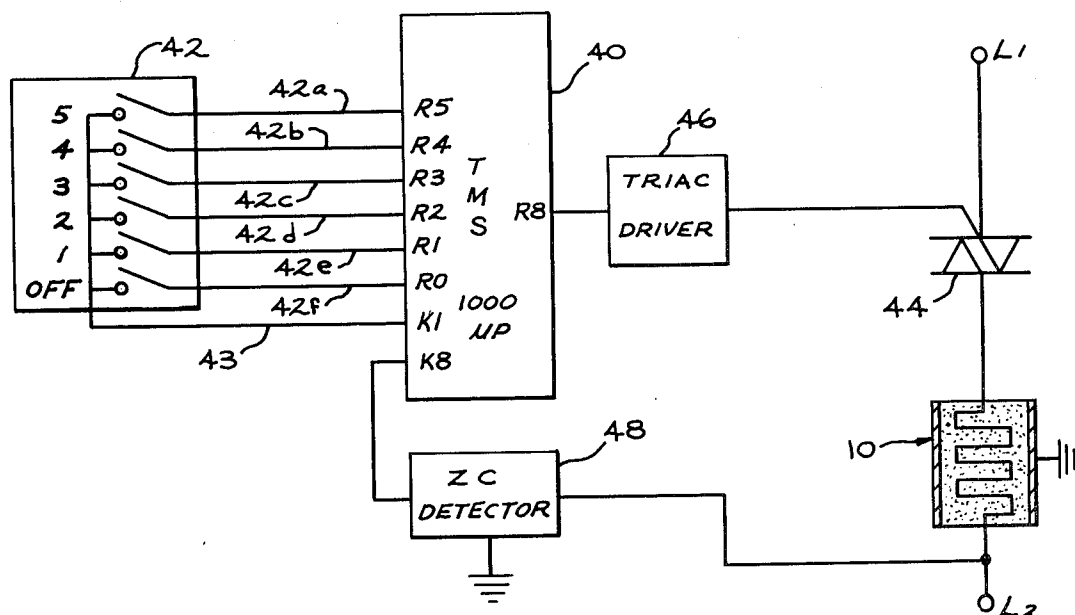 42
5
4
3
2
1
OFF
42a
42b
42c
42d
42e
42f
43
40
R5
R4
R3
R2
R1
R0
K1
K8
TMS
1000
μP
R8
46
TRIAC
DRIVER
L1
44
10
48
ZC
DETECTOR
L2